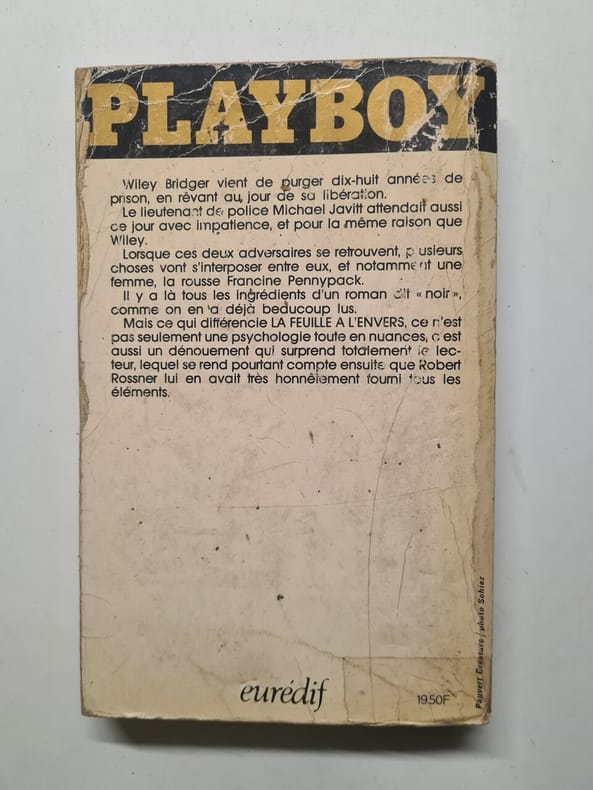 PLAYBOY
Wiley Bridger vient de purger dix-huit années de
prison, en rêvant au jour de sa libération.
Le lieutenant de police Michael Javitt attendait aussi
ce jour avec impatience, et pour la même raison que
Wiley.
Lorsque ces deux adversaires se retrouvent, plusieurs
choses vont s'interposer entre eux, et notamment une
femme, la rousse Francine Pennypack.
Il y a là tous les ingrédients d'un roman dit « noir »,
comme on en a déjà beaucoup lus.
Mais ce qui différencie LA FEUILLE A L'ENVERS, ce n'est
pas seulement une psychologie toute en nuances, c'est
aussi un dénouement qui surprend totalement le lec-
teur, lequel se rend pourtant compte ensuite que Robert
Rossner lui en avait très honnêtement fourni tous les
éléments.
eurédif
19,50F
Pauvert Créature / photo Sohiez